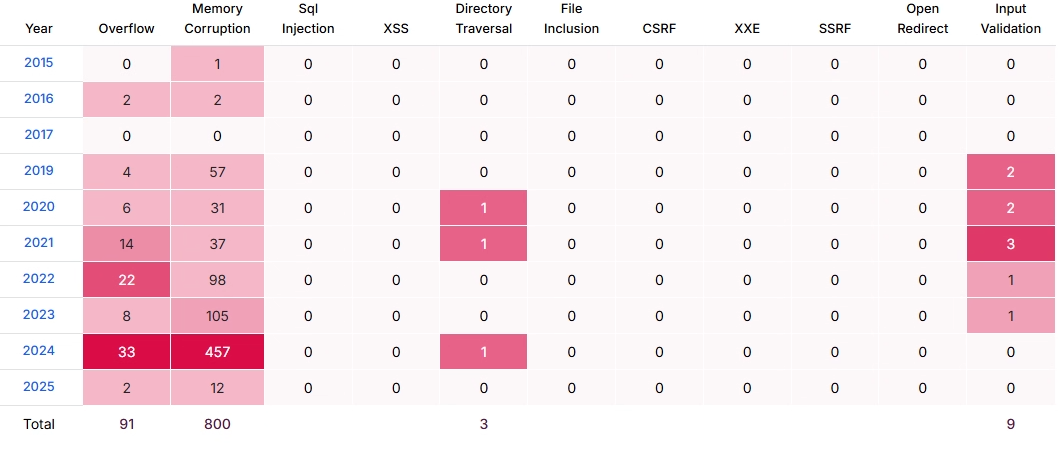 Year Overflow Memory Corruption Sql Injection XSS Directory Traversal File Inclusion CSRF XXE SSRF Open Redirect Input Validation
2015 0 1 0 0 0 0 0 0 0 0 0
2016 2 2 0 0 0 0 0 0 0 0 0
2017 0 0 0 0 0 0 0 0 0 0 0
2019 4 57 0 0 0 0 0 0 0 0 2
2020 6 31 0 0 1 0 0 0 0 0 2
2021 14 37 0 0 1 0 0 0 0 0 3
2022 22 98 0 0 0 0 0 0 0 0 1
2023 8 105 0 0 0 0 0 0 0 0 1
2024 33 457 0 0 1 0 0 0 0 0 0
2025 2 12 0 0 0 0 0 0 0 0 0
Total 91 800 3 9